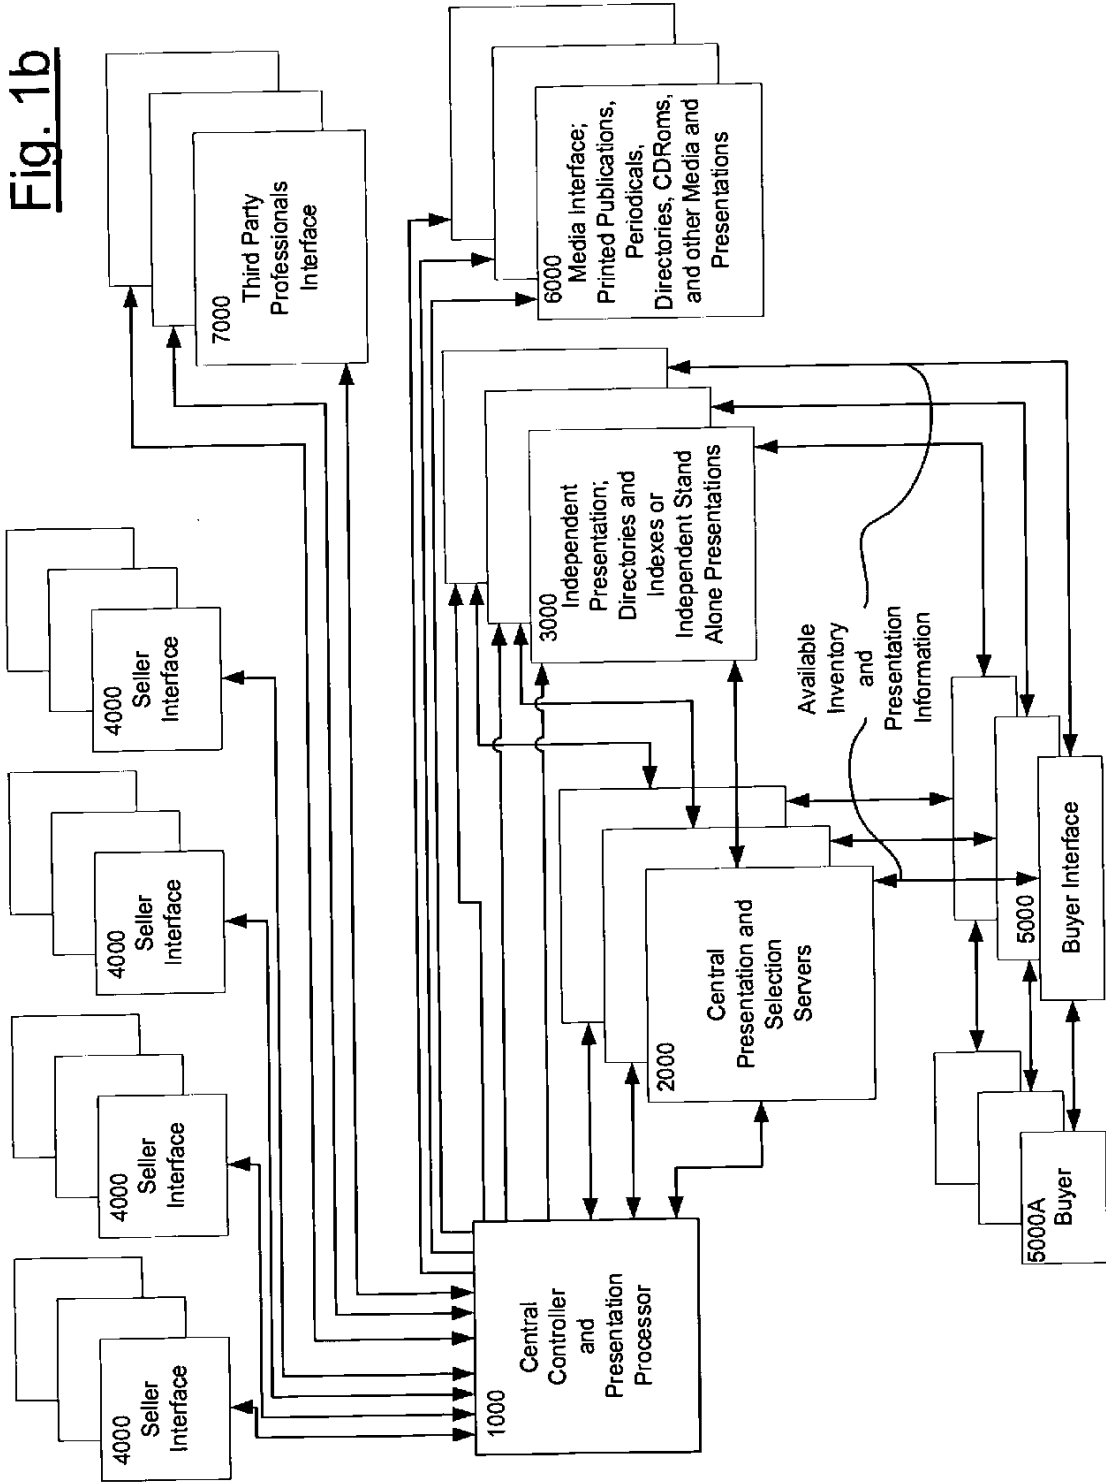 Fig. 1b
4000
Seller
Interface
4000
Seller
Interface
4000
Seller
Interface
4000
Seller
Interface
7000
Third Party
Professionals
Interface
1000
Central
Controller
and
Presentation
Processor
2000
Central
Presentation and
Selection
Servers
3000
Independent
Presentation;
Directories and
Indexes or
Independent Stand
Alone Presentations
6000
Media Interface;
Printed Publications,
Periodicals,
Directories, CDRoms,
and other Media and
Presentations
Available
Inventory
and
Presentation
Information
5000A
Buyer
5000
Buyer Interface